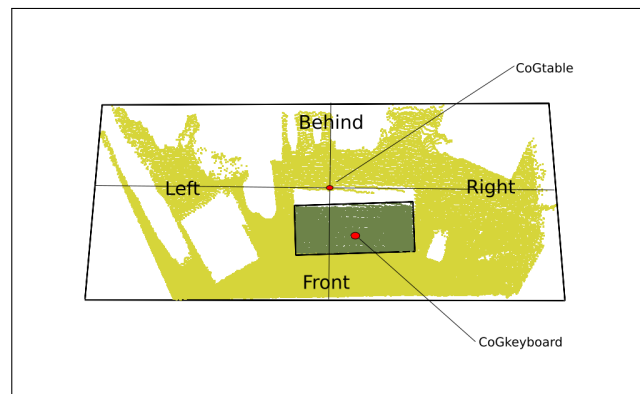 CoGtable
Behind
Left
Right
Front
CoGkeyboard